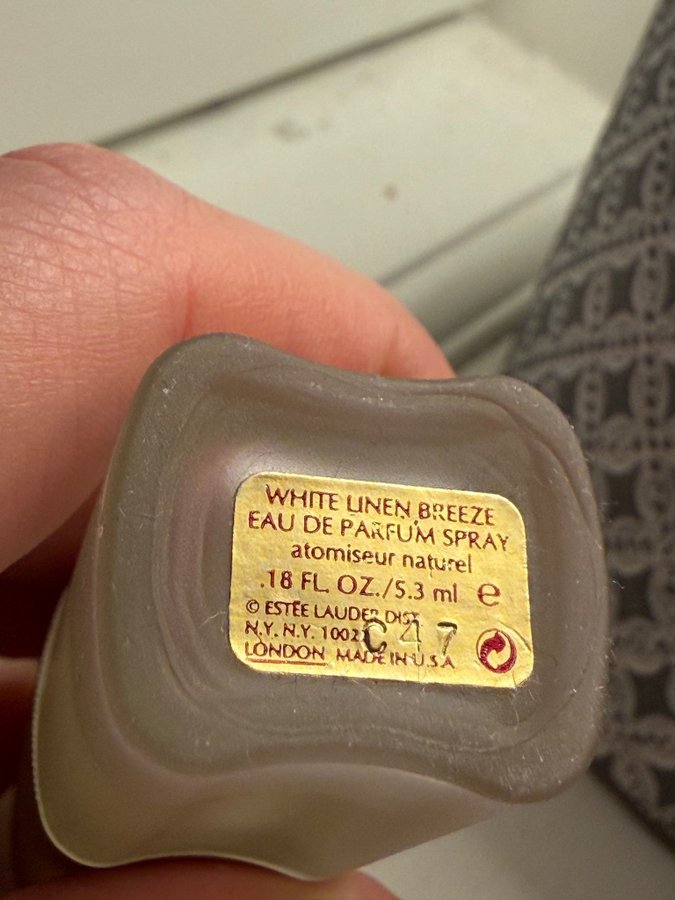 WHITE LINEN BREEZE
EAU DE PARFUM SPRAY
atomiseur naturel
.18 FL. OZ./5.3 ml e
© ESTĒE LAUDER DIST.
N.Y. N.Y. 1002
C47
LONDON MADE IN U.S.A